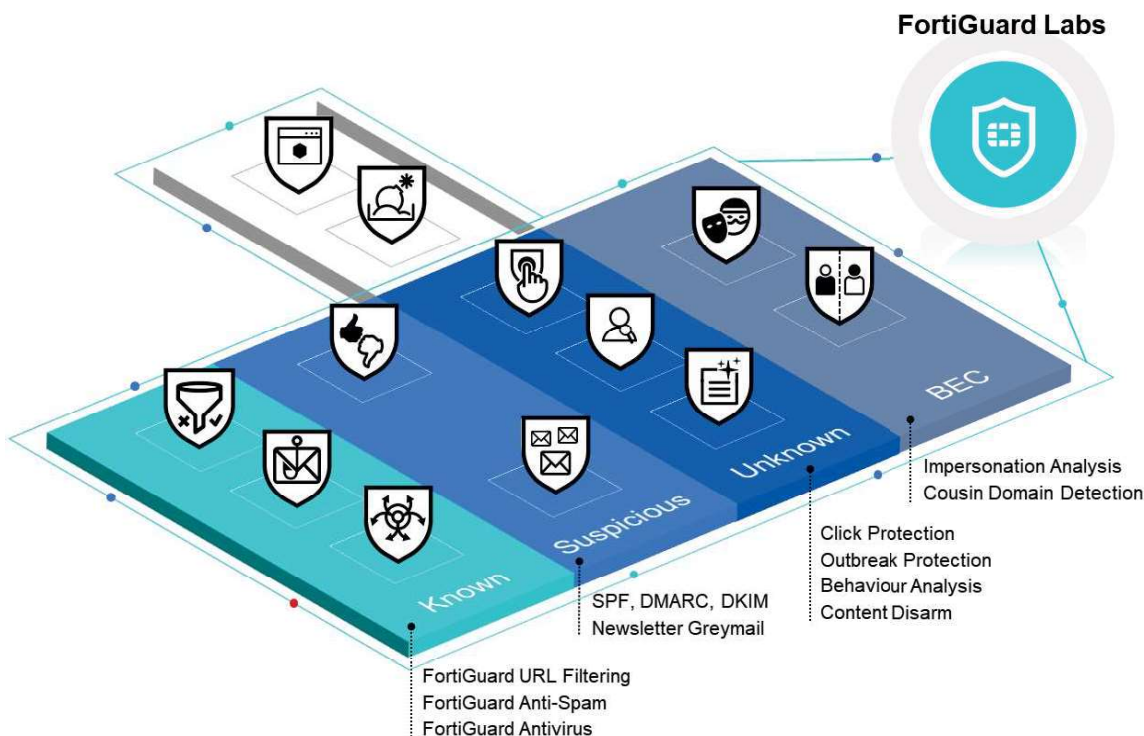 FortiGuard Labs
BEC
Unknown
Suspicious
Known
Impersonation Analysis
Cousin Domain Detection
Click Protection
Outbreak Protection
Behaviour Analysis
Content Disarm
SPF, DMARC, DKIM
Newsletter Greymail
FortiGuard URL Filtering
FortiGuard Anti-Spam
FortiGuard Antivirus